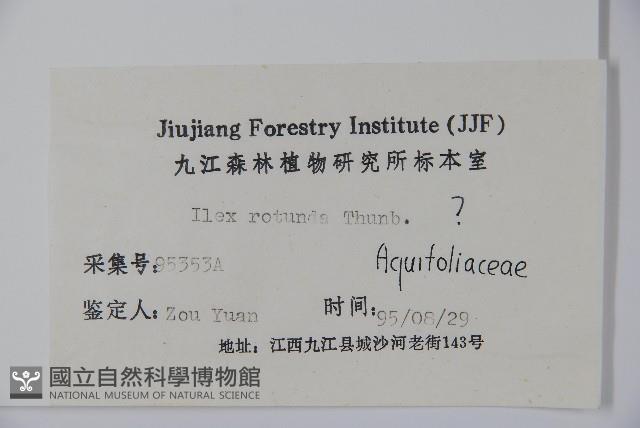 Jiujiang Forestry Institute (JJF)
九江森林植物研究所标本室
Ilex rotunda Thunb. ?
采集号:95353A Aquifoliaceae
鉴定人: Zou Yuan 时间: 95/08/29
地址: 江西九江县城沙河老街143号
國立自然科學博物館
NATIONAL MUSEUM OF NATURAL SCIENCE